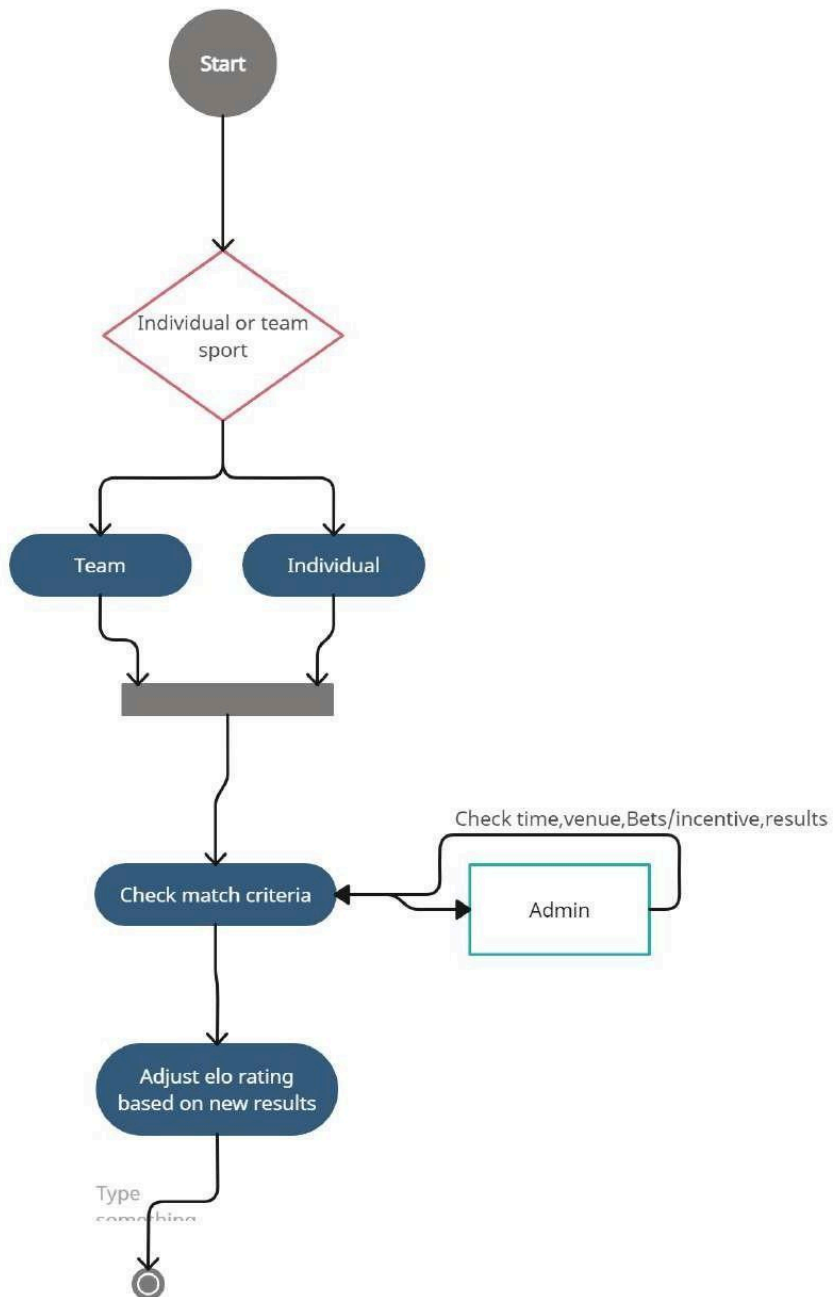 Start
Individual or team
sport
Team
Individual
Check time,venue,Bets/incentive,results
Check match criteria
Admin
Adjust elo rating
based on new results
Type
something